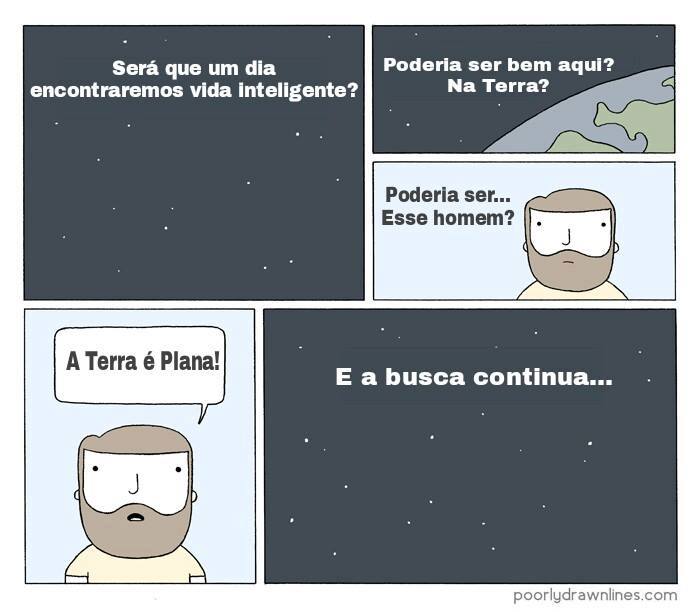 Será que um dia
encontraremos vida inteligente?
Poderia ser bem aqui?
Na Terra?
Poderia ser...
Esse homem?
A Terra é Plana!
E a busca continua...
poorlydrawnlines.com